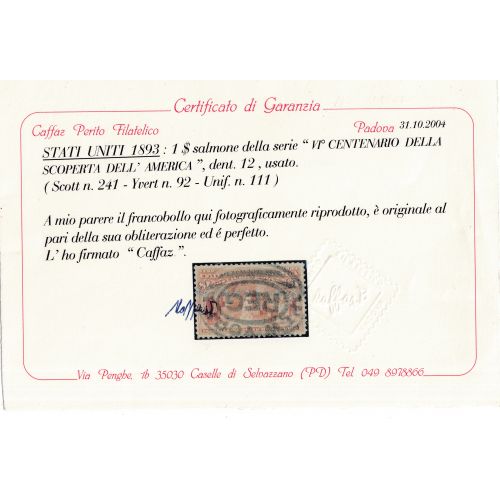 Certificato di Garanzia
Caffaz Perito Filatelico
Padova 31.10.2004
STATI UNITI 1893 : 1 $ salmone della serie “ VI° CENTENARIO DELLA
SCOPERTA DELL' AMERICA ”, dent. 12 , usato.
( Scott n. 241 - Yvert n. 92 - Unif. n. 111 )
A mio parere il francobollo qui fotograficamente riprodotto, è originale al
pari della sua obliterazione ed é perfetto.
L' ho firmato “ Caffaz ”.
Via Penghe, 1b 35030 Caselle di Selvazzano (PD) Tel 049 8978866